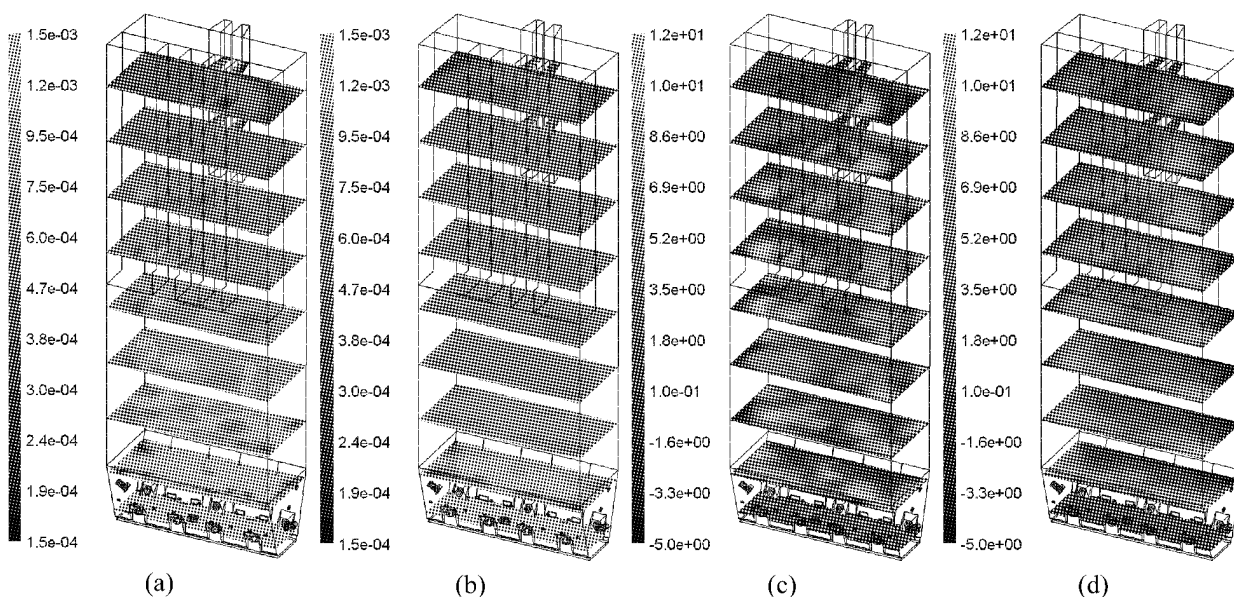 1.5e-03
1.2e-03
9.5e-04
7.5e-04
6.0e-04
4.7e-04
3.8e-04
3.0e-04
2.4e-04
1.9e-04
1.5e-04
(a)
1.5e-03
1.2e-03
9.5e-04
7.5e-04
6.0e-04
4.7e-04
3.8e-04
3.0e-04
2.4e-04
1.9e-04
1.5e-04
(b)
1.2e+01
1.0e+01
8.6e+00
6.9e+00
5.2e+00
3.5e+00
1.8e+00
1.0e-01
-1.6e+00
-3.3e+00
-5.0e+00
(c)
1.2e+01
1.0e+01
8.6e+00
6.9e+00
5.2e+00
3.5e+00
1.8e+00
1.0e-01
-1.6e+00
-3.3e+00
-5.0e+00
(d)